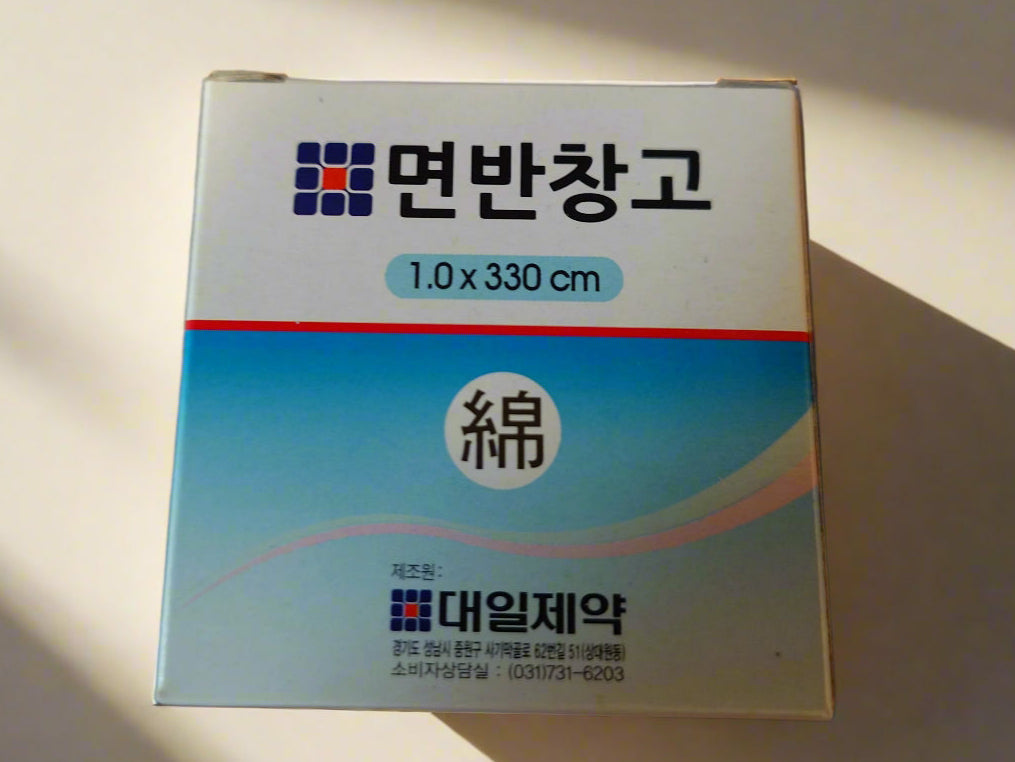 면반창고
1.0 x 330 cm
綿
제조원:
대일제약
경기도 성남시 중원구 사기막골로 62번길 51(상대원동)
소비자상담실 : (031)731-6203